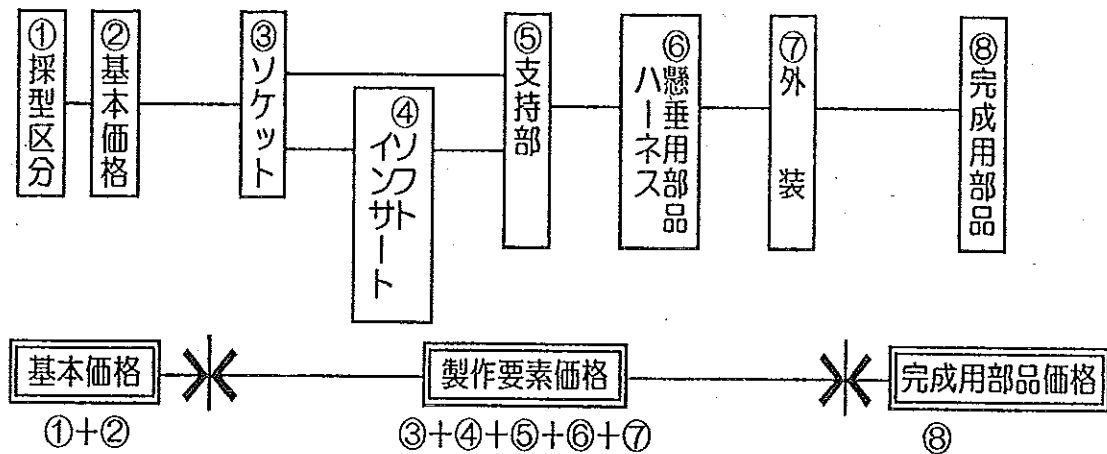 ①採型区分
②基本価格
③ソケット
④ソフト
インサート
⑤支持部
⑥懸垂用部品
ハーネス
⑦外装
⑧完成用部品
基本価格
製作要素価格
完成用部品価格
①+②
③+④+⑤+⑥+⑦
⑧